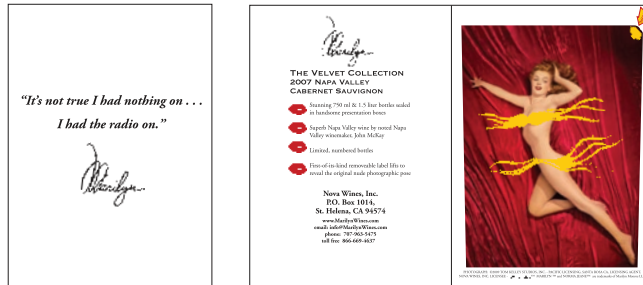 "It's not true I had nothing on . . .
I had the radio on."
Marilyn
Marilyn
THE VELVET COLLECTION
2007 NAPA VALLEY
CABERNET SAUVIGNON
Stunning 750 ml & 1.5 liter bottles sealed
in handsome presentation boxes
Superb Napa Valley wine by noted Napa
Valley winemaker, John McKay
Limited, numbered bottles
First-of-its-kind removeable label lifts to
reveal the original nude photographic pose
Nova Wines, Inc.
P.O. Box 1014,
St. Helena, CA 94574
www.MarilynWines.com
email: info@MarilynWines.com
phone: 707-963-5475
toll free 866-669-4637